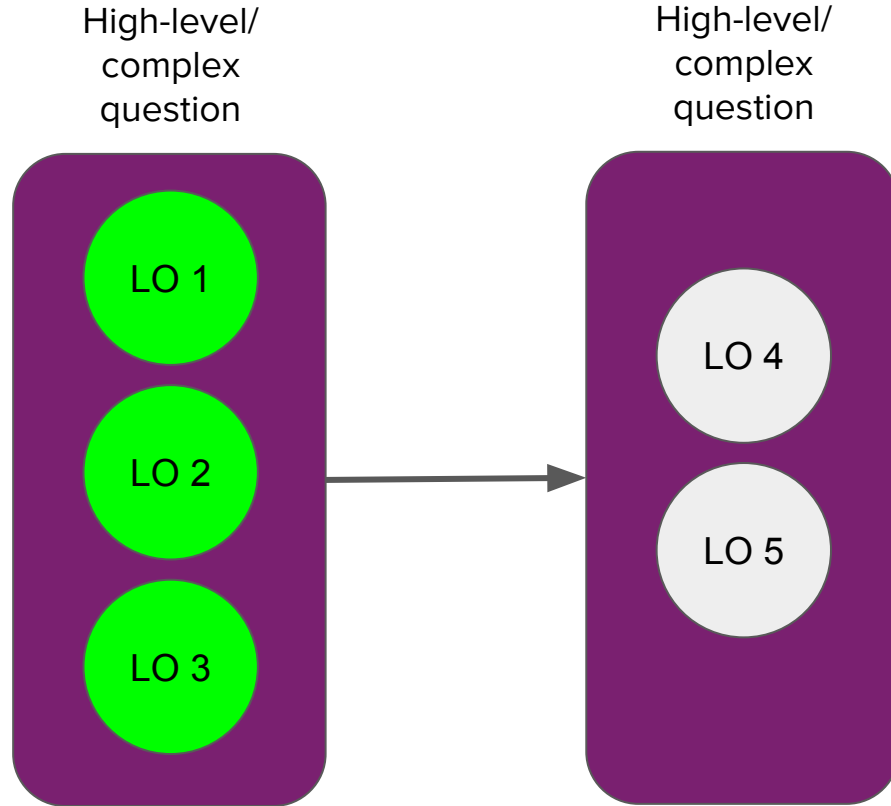 High-level/
complex
question
LO 1
LO 2
LO 3
High-level/
complex
question
LO 4
LO 5